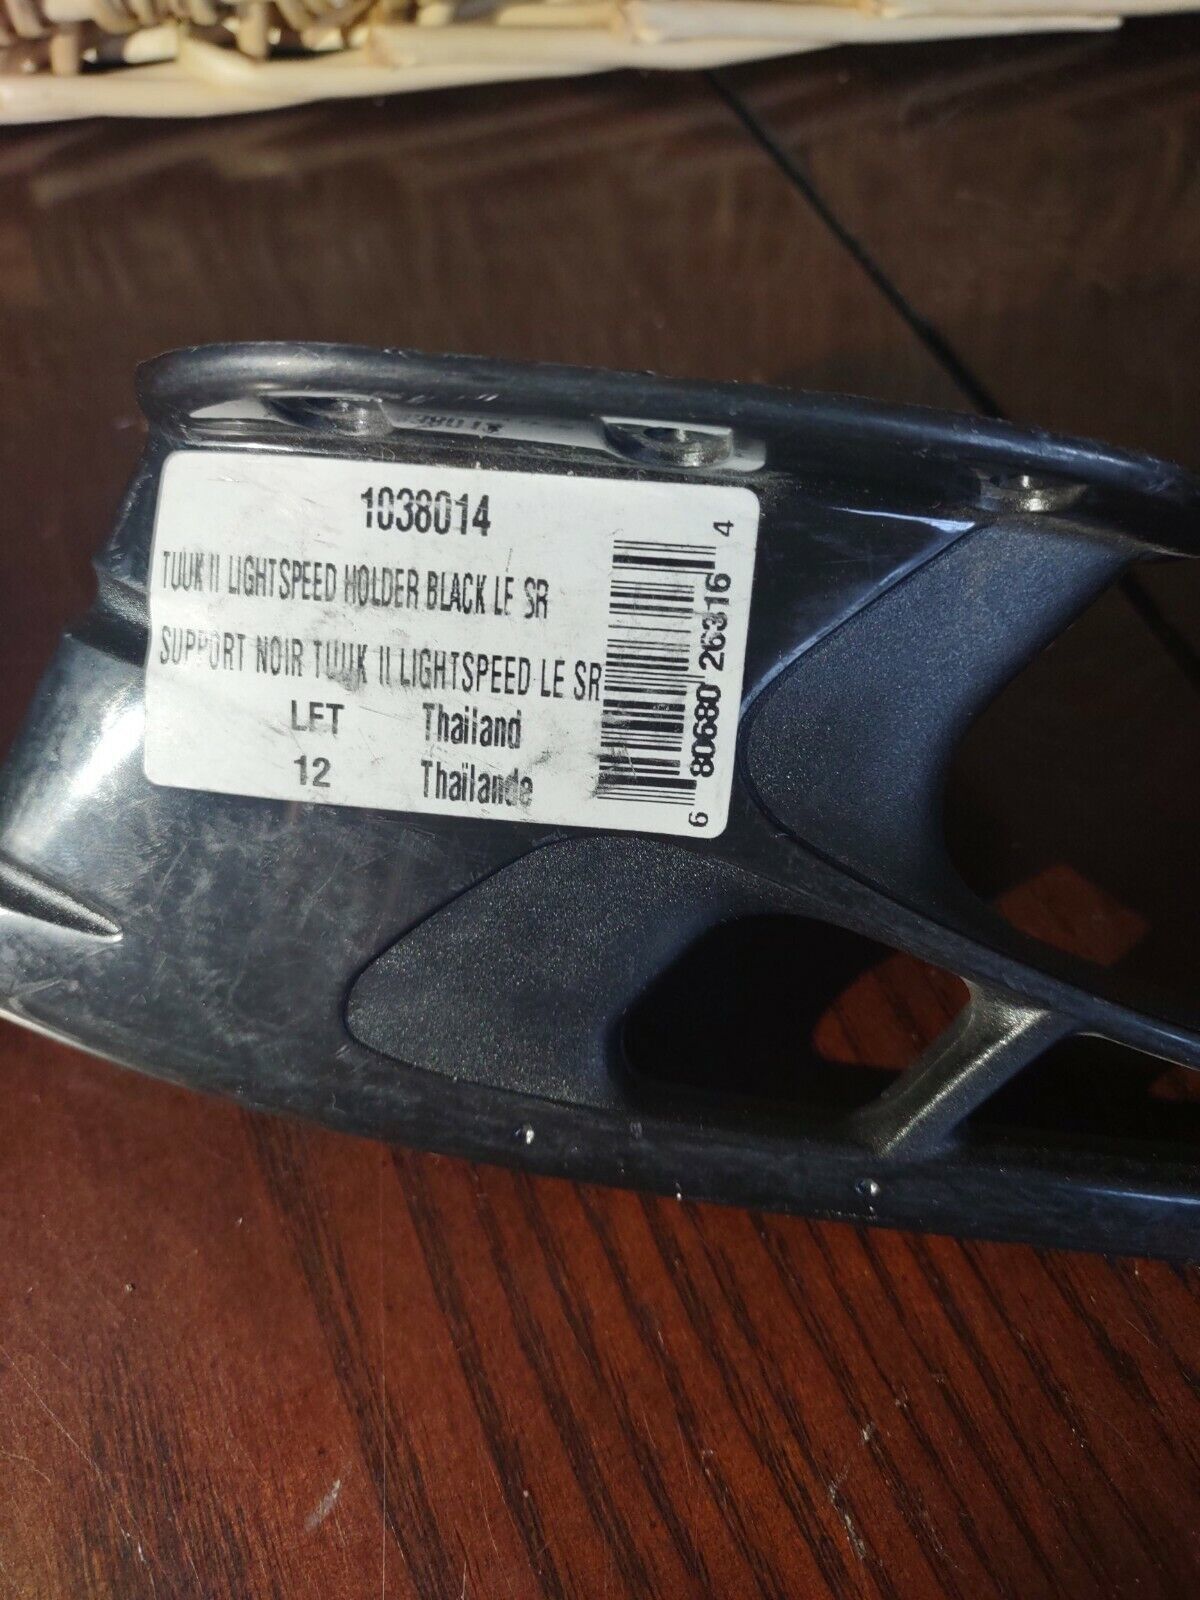 1038014
TUUK II LIGHTSPEED HOLDER BLACK LE SR
SUPPORT NOIR TUUK II LIGHTSPEED LE SR
LFT Thailand
12 Thaïlande
6 80680 26316 4